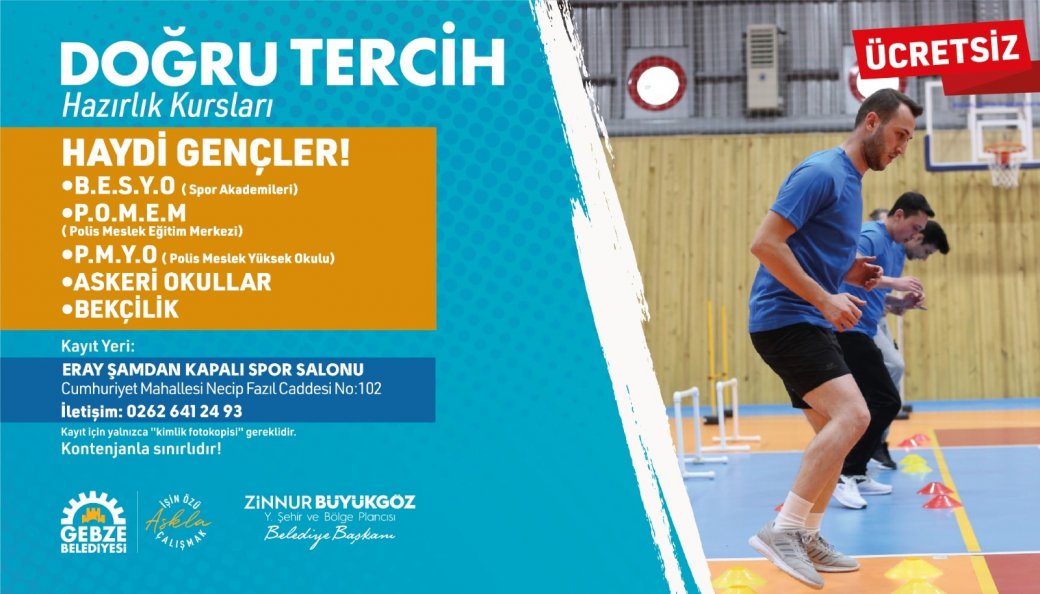 DOĞRU TERCİH
Hazırlık Kursları
ÜCRETSİZ
HAYDİ GENÇLER!
•B.E.S.Y.O ( Spor Akademileri)
•P.O.M.E.M
( Polis Meslek Eğitim Merkezi)
•P.M.Y.O ( Polis Meslek Yüksek Okulu)
•ASKERİ OKULLAR
•BEKÇİLİK
Kayıt Yeri:
ERAY ŞAMDAN KAPALI SPOR SALONU
Cumhuriyet Mahallesi Necip Fazıl Caddesi No:102
İletişim: 0262 641 24 93
Kayıt için yalnızca "kimlik fotokopisi" gereklidir.
Kontenjanla sınırlıdır!
GEBZE
BELEDİYESİ
İŞİN ÖZÜ
Aşkla
ÇALIŞMAK
ZİNNUR BÜYÜKGÖZ
Y. Şehir ve Bölge Plancısı
Belediye Başkanı